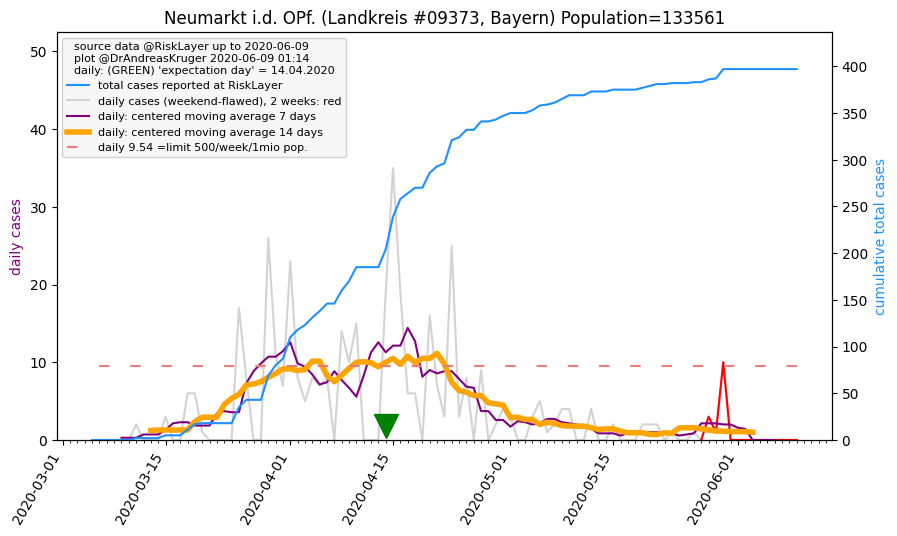 Neumarkt i.d. OPf. (Landkreis #09373, Bayern) Population=133561
source data @RiskLayer up to 2020-06-09
plot @DrAndreasKruger 2020-06-09 01:14
daily: (GREEN) 'expectation day' = 14.04.2020
total cases reported at RiskLayer
daily cases (weekend-flawed), 2 weeks: red
daily: centered moving average 7 days
daily: centered moving average 14 days
daily 9.54 =limit 500/week/1mio pop.
daily cases
50
40
30
20
10
0
cumulative total cases
400
350
300
250
200
150
100
50
0
2020-03-01
2020-03-15
2020-04-01
2020-04-15
2020-05-01
2020-05-15
2020-06-01